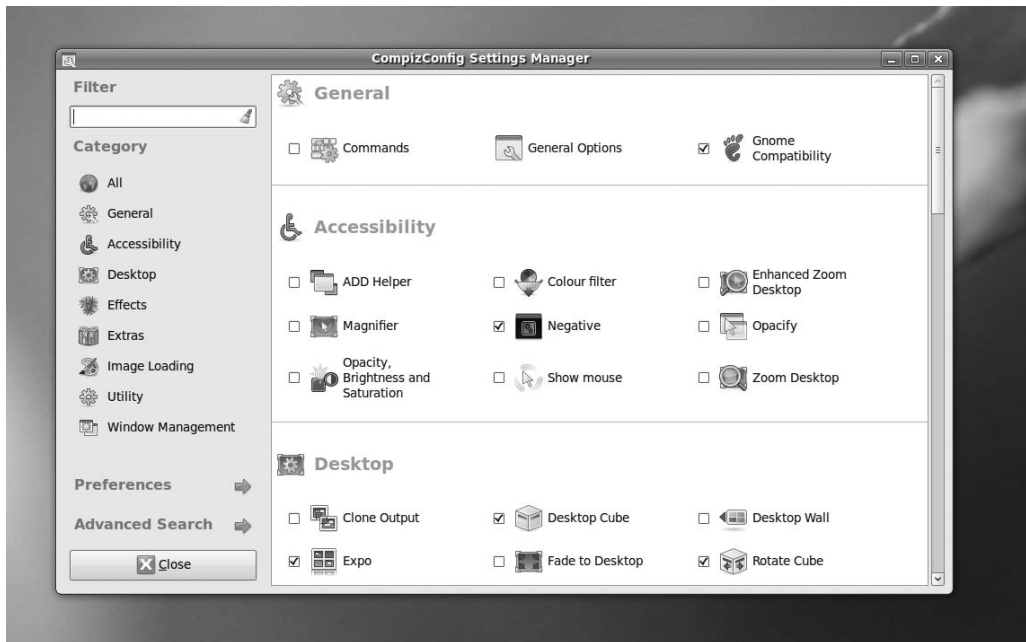 CompizConfig Settings Manager
Filter
Category
All
General
Accessibility
Desktop
Effects
Extras
Image Loading
Utility
Window Management
Preferences
Advanced Search
Close
General
Commands
General Options
Gnome
Compatibility
Accessibility
ADD Helper
Colour filter
Enhanced Zoom
Desktop
Magnifier
Negative
Opacify
Opacity,
Brightness and
Saturation
Show mouse
Zoom Desktop
Desktop
Clone Output
Desktop Cube
Desktop Wall
Expo
Fade to Desktop
Rotate Cube